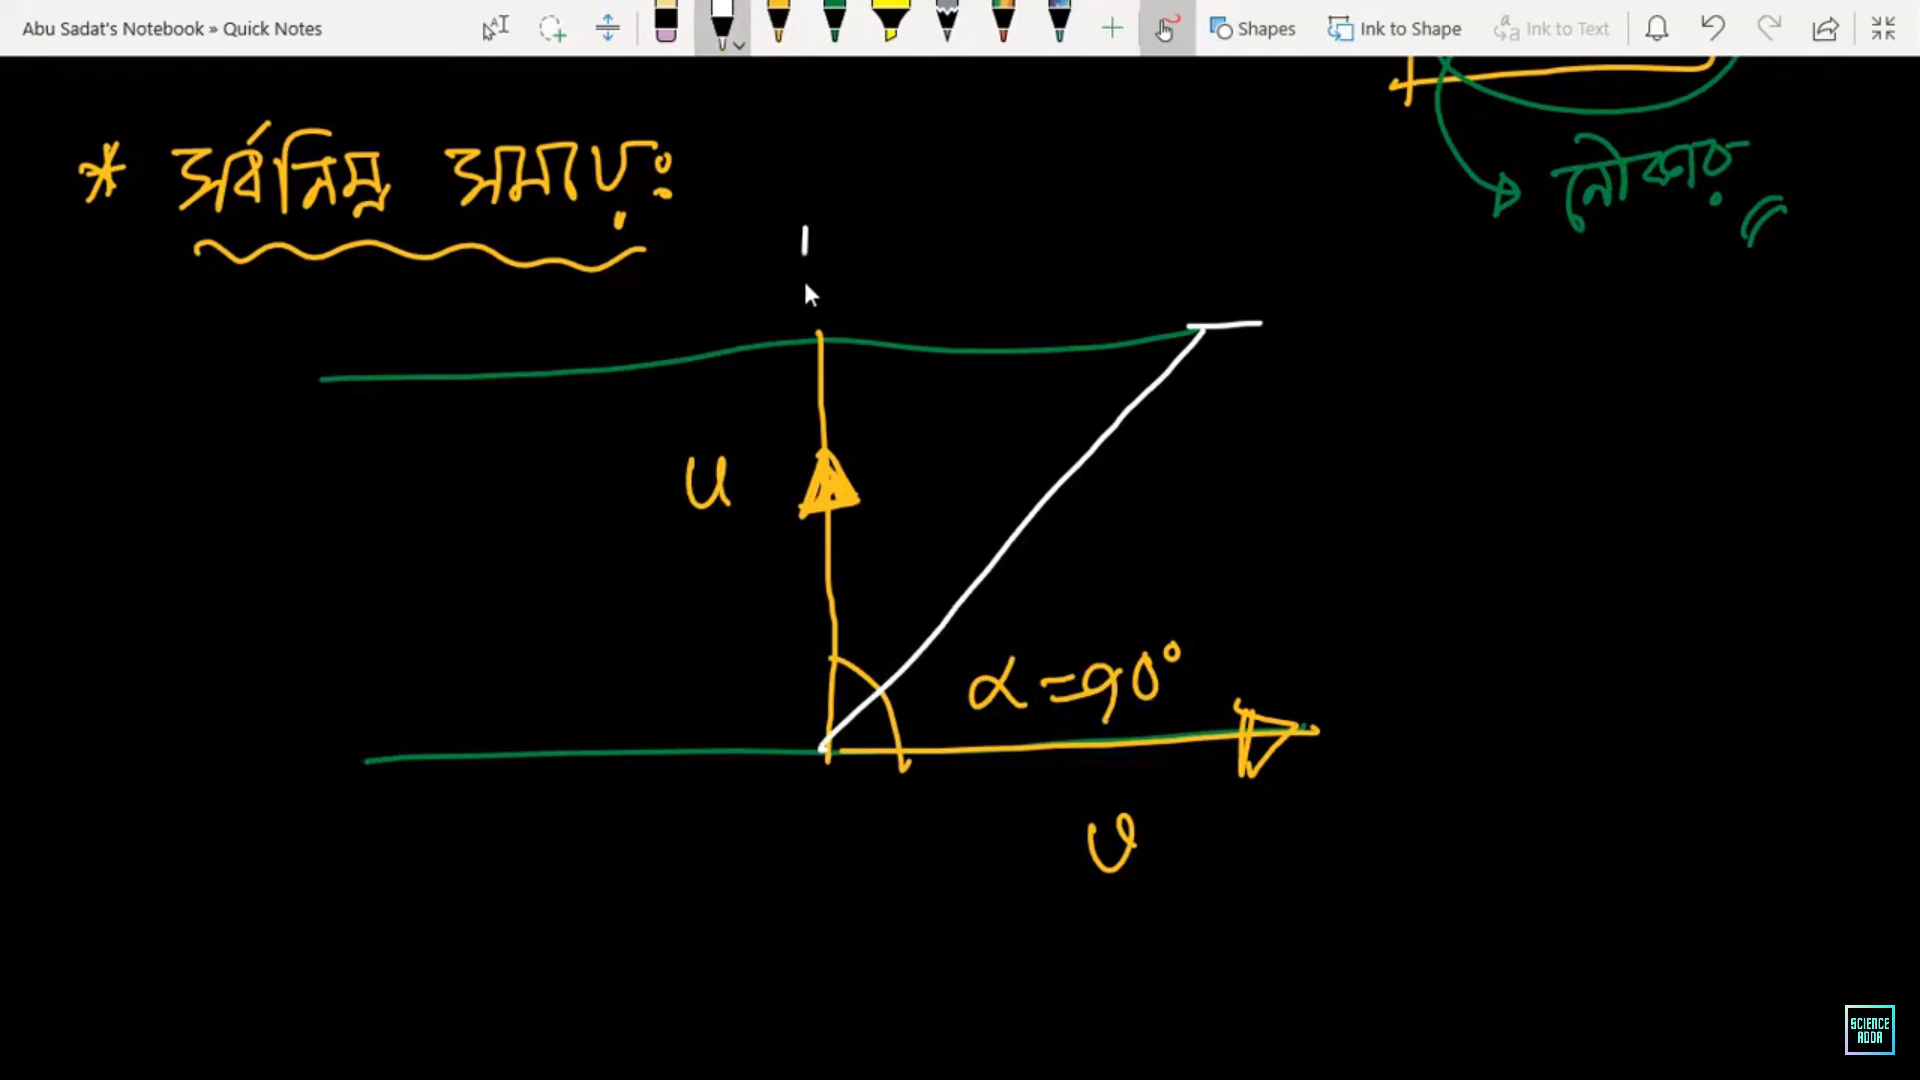 Abu Sadat's Notebook » Quick Notes
Shapes
Ink to Shape
Ink to Text
* সর্বনিম্ন সময়ঃ
নৌকার
u
α = 90°
v
SCIENCE
ADDA